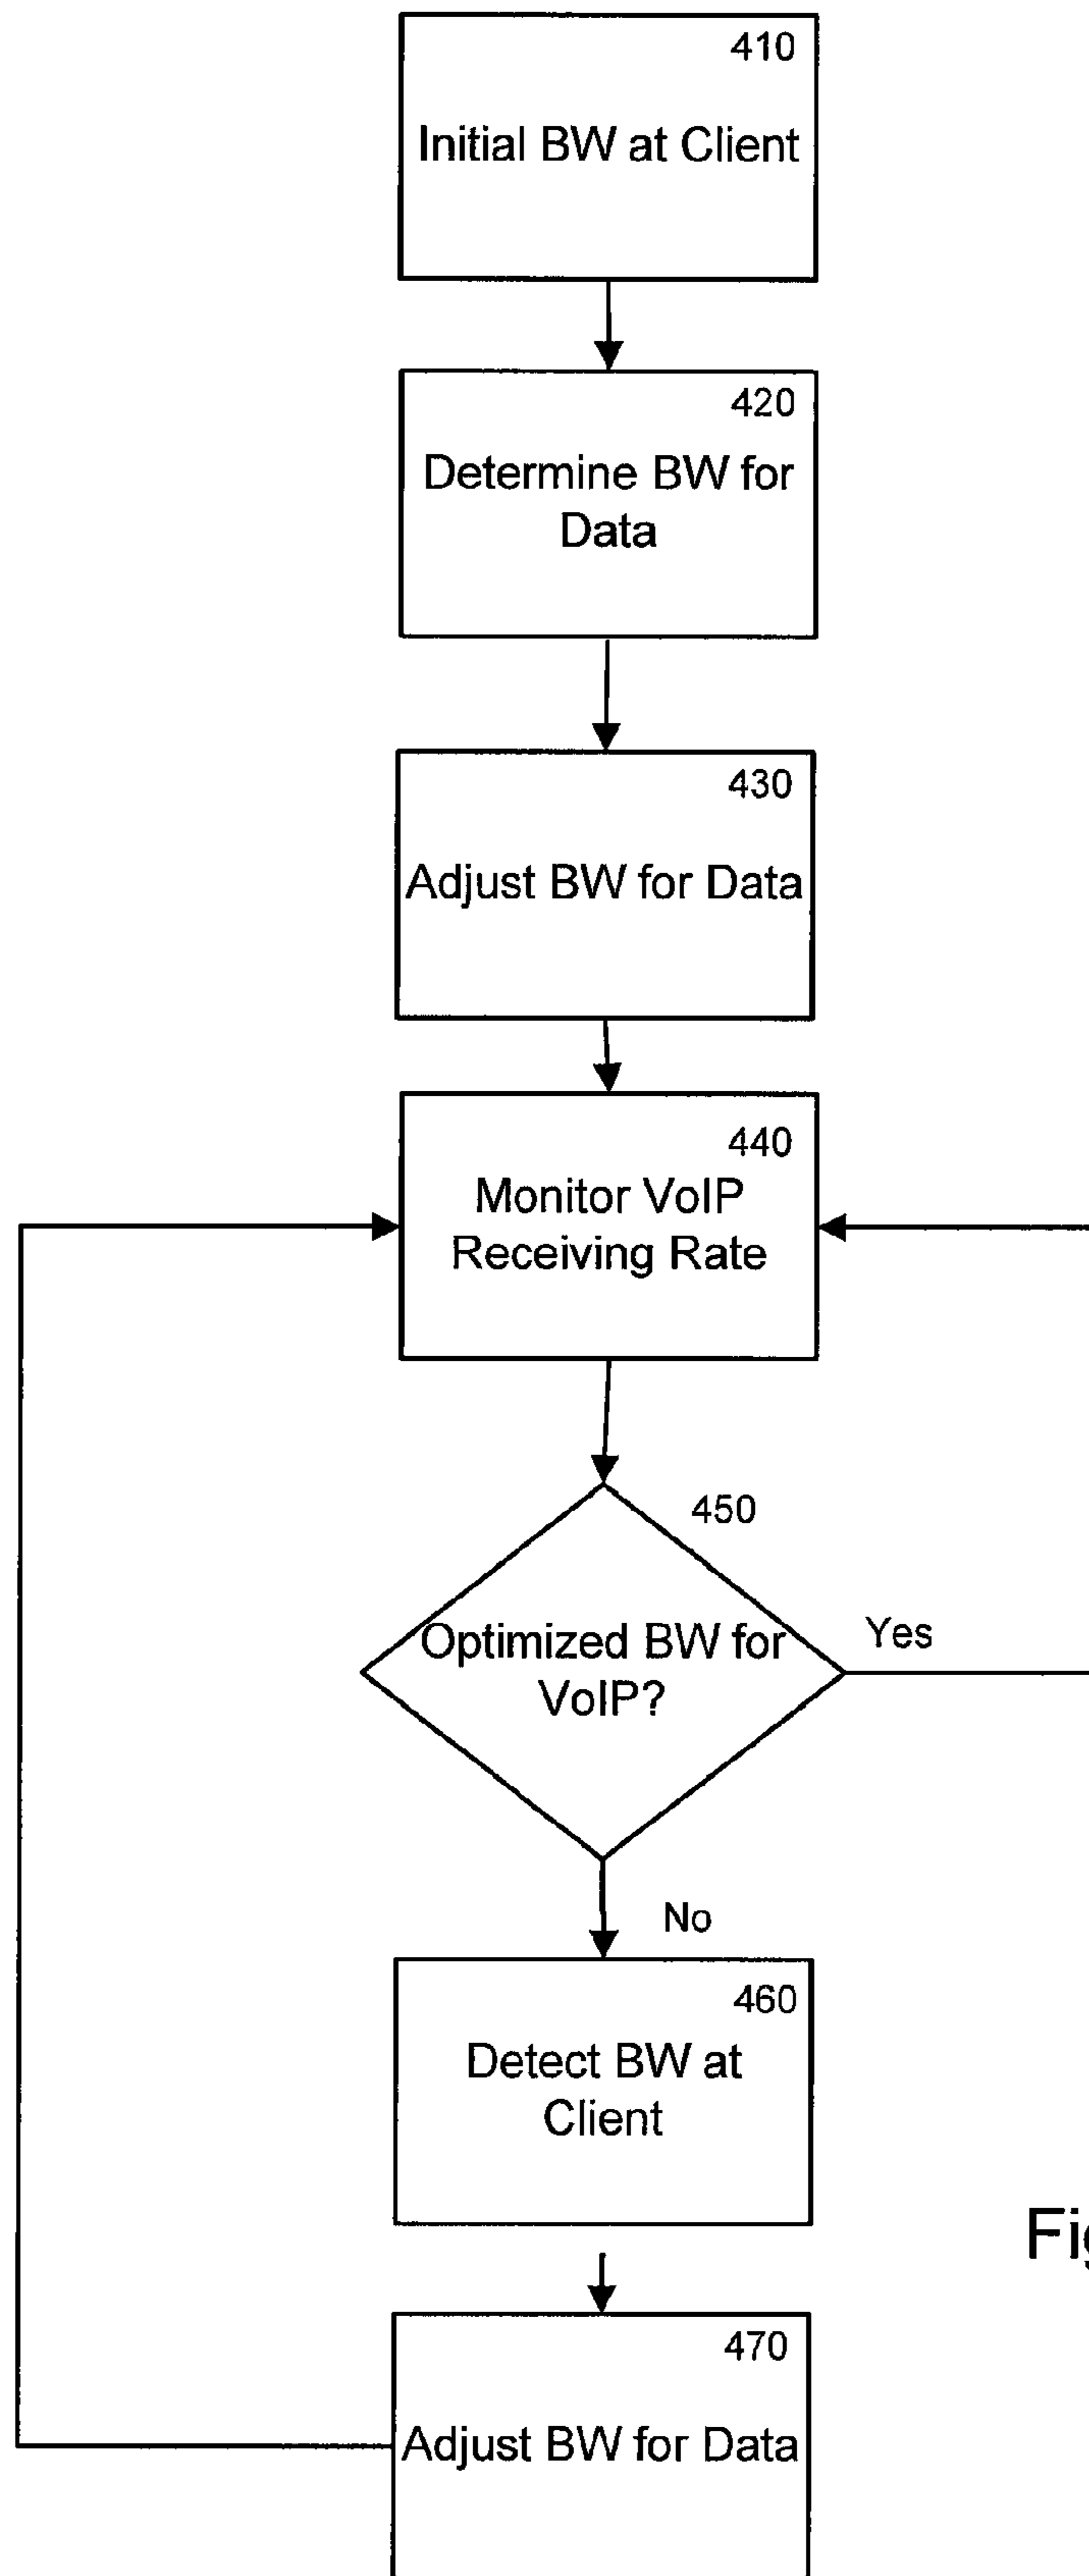 410
Initial BW at Client
420
Determine BW for
Data
430
Adjust BW for Data
440
Monitor VoIP
Receiving Rate
450
Optimized BW for
VoIP?
Yes
No
460
Detect BW at
Client
470
Adjust BW for Data